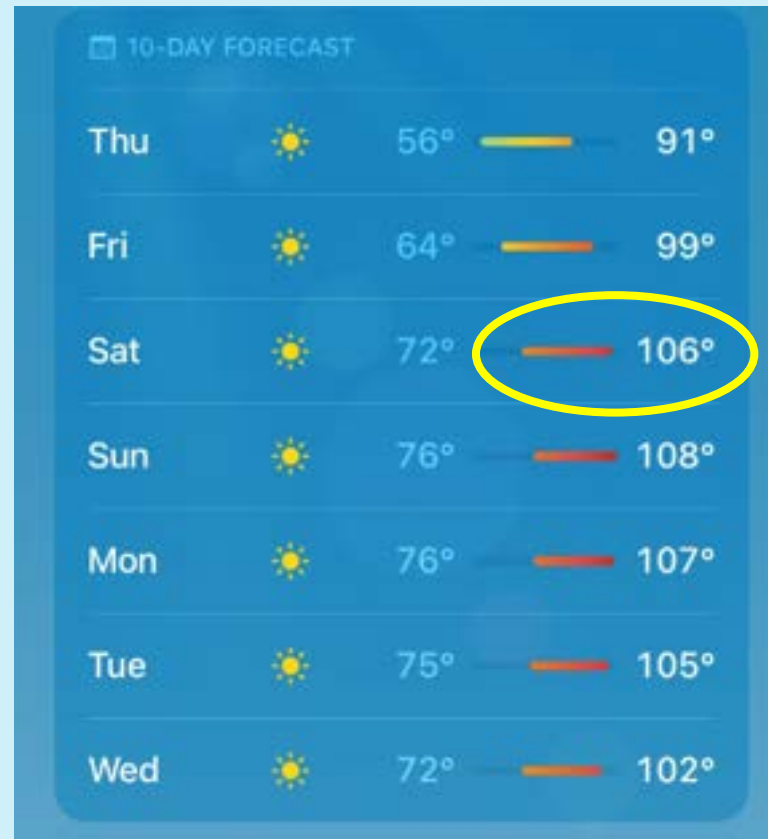 10-DAY FORECAST
Thu 56° 91°
Fri 64° 99°
Sat 72° 106°
Sun 76° 108°
Mon 76° 107°
Tue 75° 105°
Wed 72° 102°